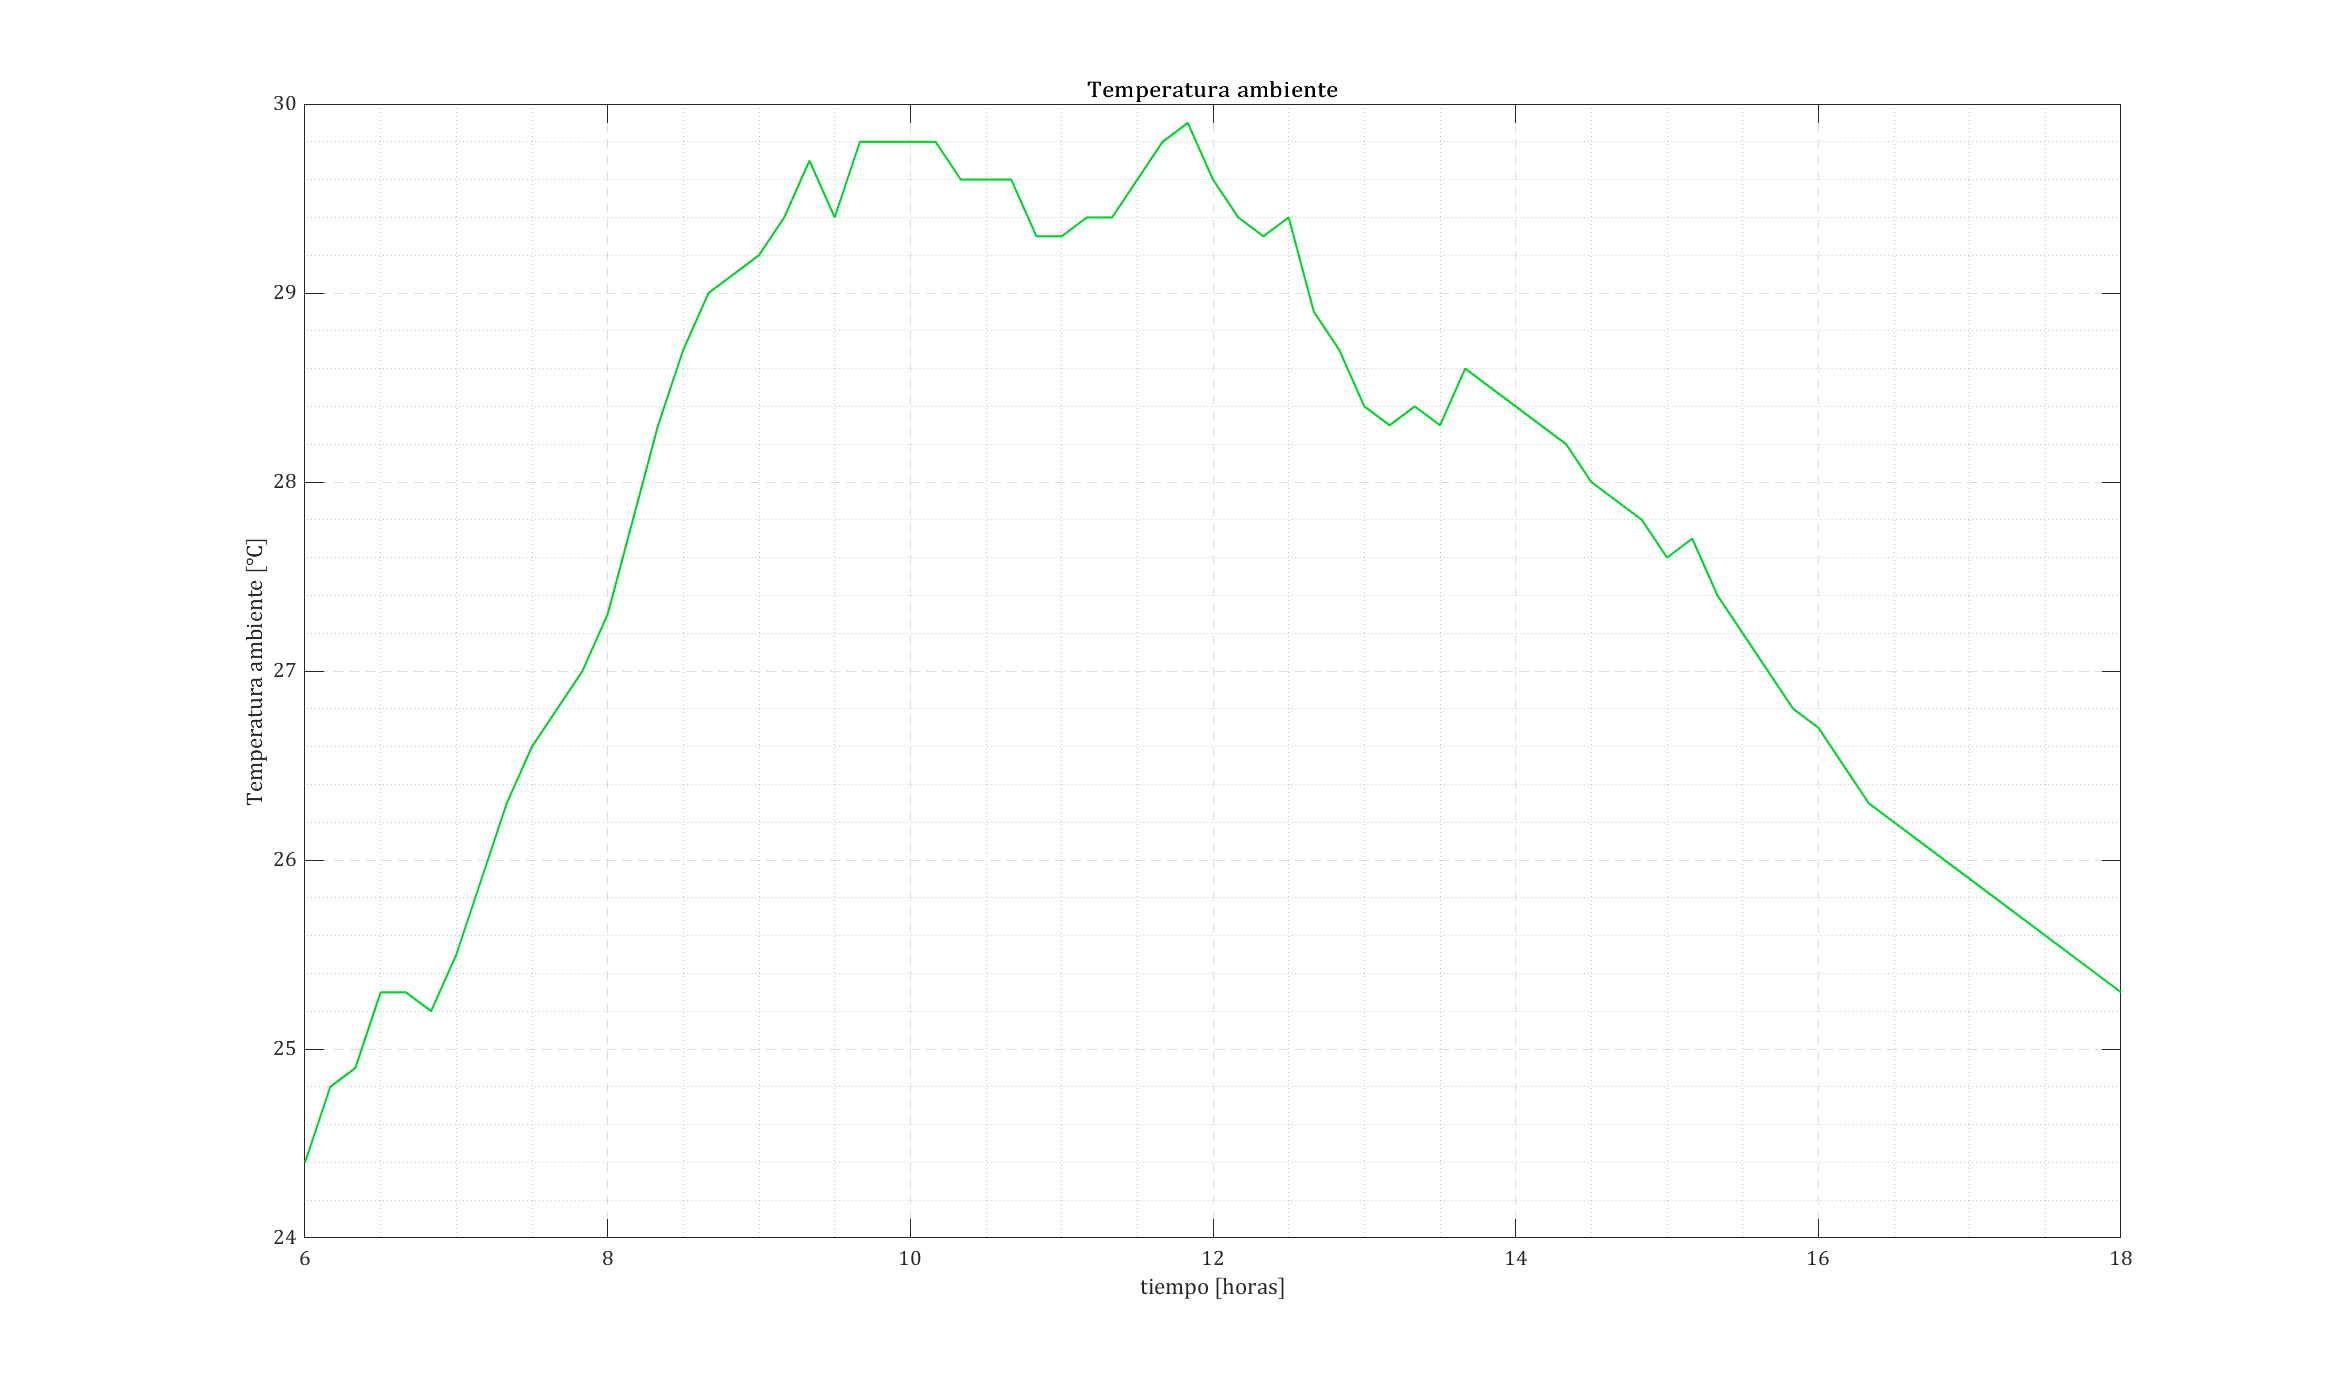 Temperatura ambiente
30
29
28
27
26
25
24
Temperatura ambiente [°C]
6 8 10 12 14 16 18
tiempo [horas]